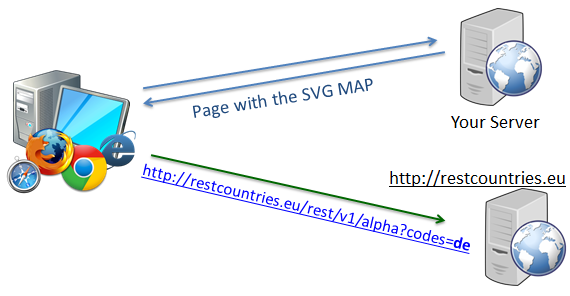 Page with the SVG MAP
Your Server
http://restcountries.eu
http://restcountries.eu/rest/v1/alpha?codes=de